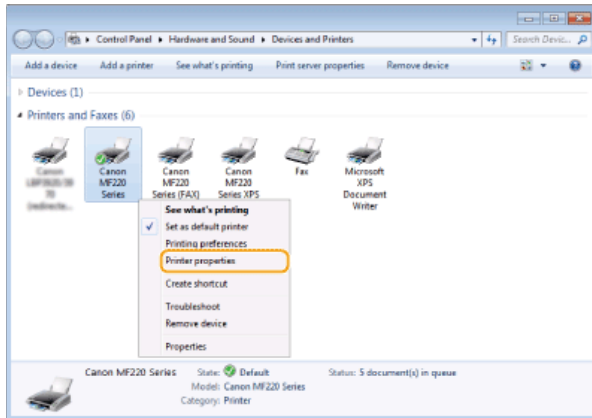 Control Panel ▸ Hardware and Sound ▸ Devices and Printers
Search Devic...
Add a device Add a printer See what's printing Print server properties Remove device
Devices (1)
Printers and Faxes (6)
Canon MF220 Series
Canon MF220 Series (FAX)
Canon MF220 Series XPS
Fax
Microsoft XPS Document Writer
See what's printing
Set as default printer
Printing preferences
Printer properties
Create shortcut
Troubleshoot
Remove device
Properties
Canon MF220 Series State: Default Status: 5 document(s) in queue
Model: Canon MF220 Series
Category: Printer